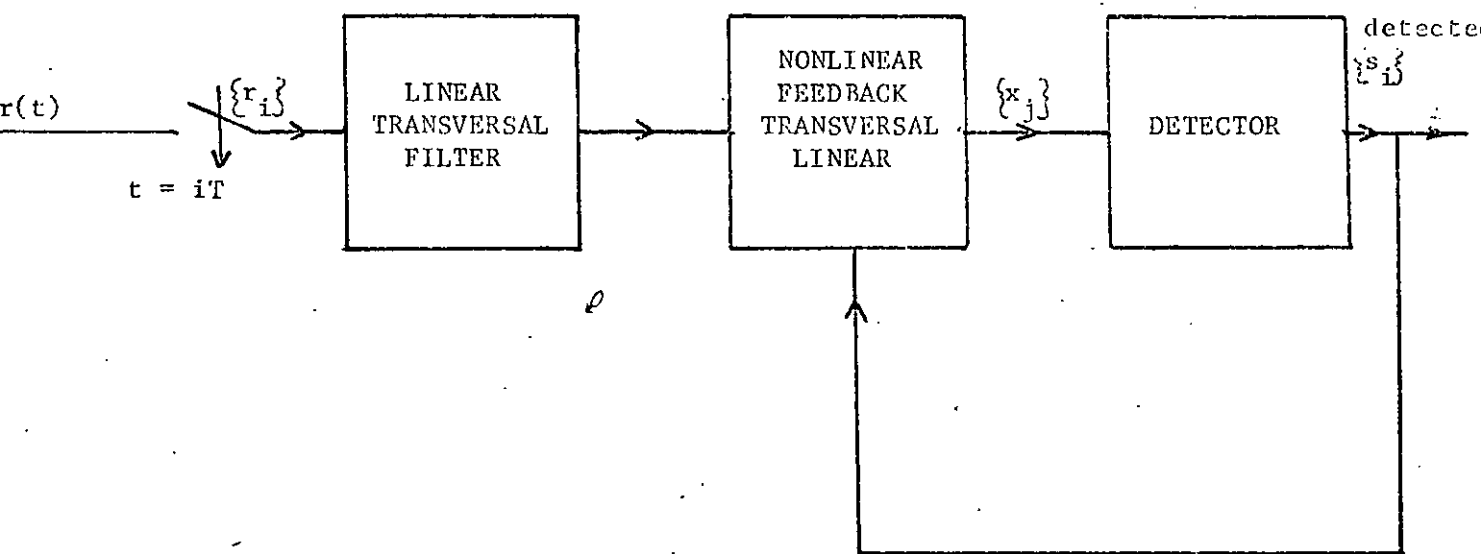 r(t)
{r_i}
t = iT
LINEAR
TRANSVERSAL
FILTER
NONLINEAR
FEEDBACK
TRANSVERSAL
LINEAR
{x_j}
DETECTOR
detected
{s_i}